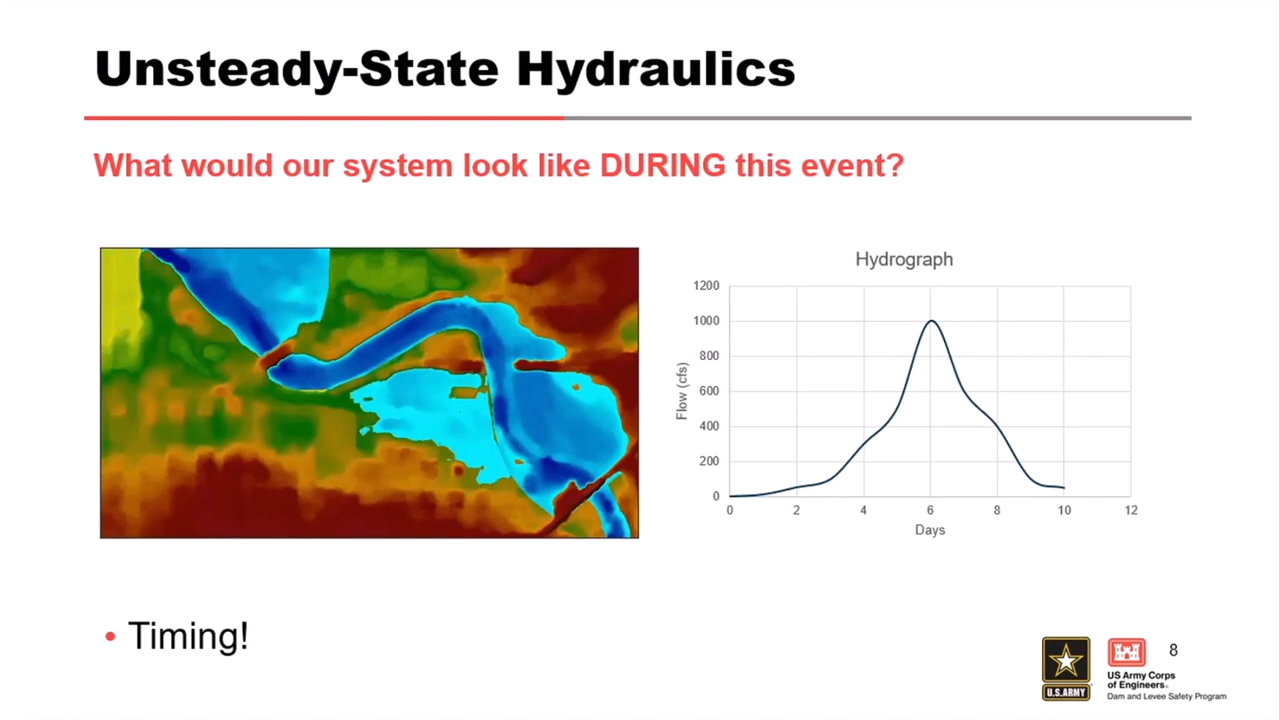 Unsteady-State Hydraulics
What would our system look like DURING this event?
Hydrograph
1200
1000
800
600
400
200
0
Flow (cfs)
0 2 4 6 8 10 12
Days
• Timing!
U.S.ARMY
US Army Corps
of Engineers®
Dam and Levee Safety Program
8